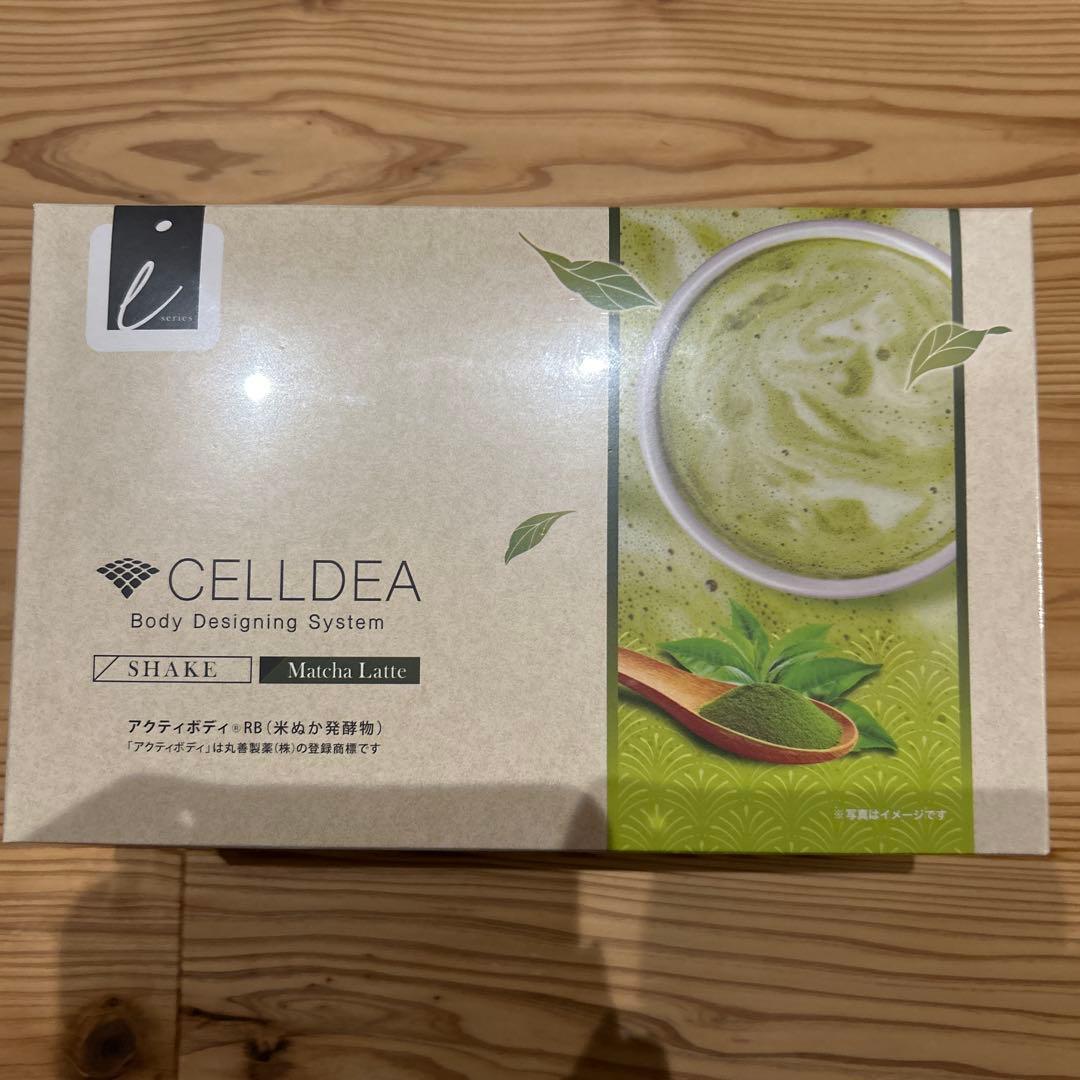 l
series
CELLDEA
Body Designing System
SHAKE
Matcha Latte
アクティボディ®RB(米ぬか発酵物)
「アクティボディ」は丸善製薬(株)の登録商標です
※写真はイメージです